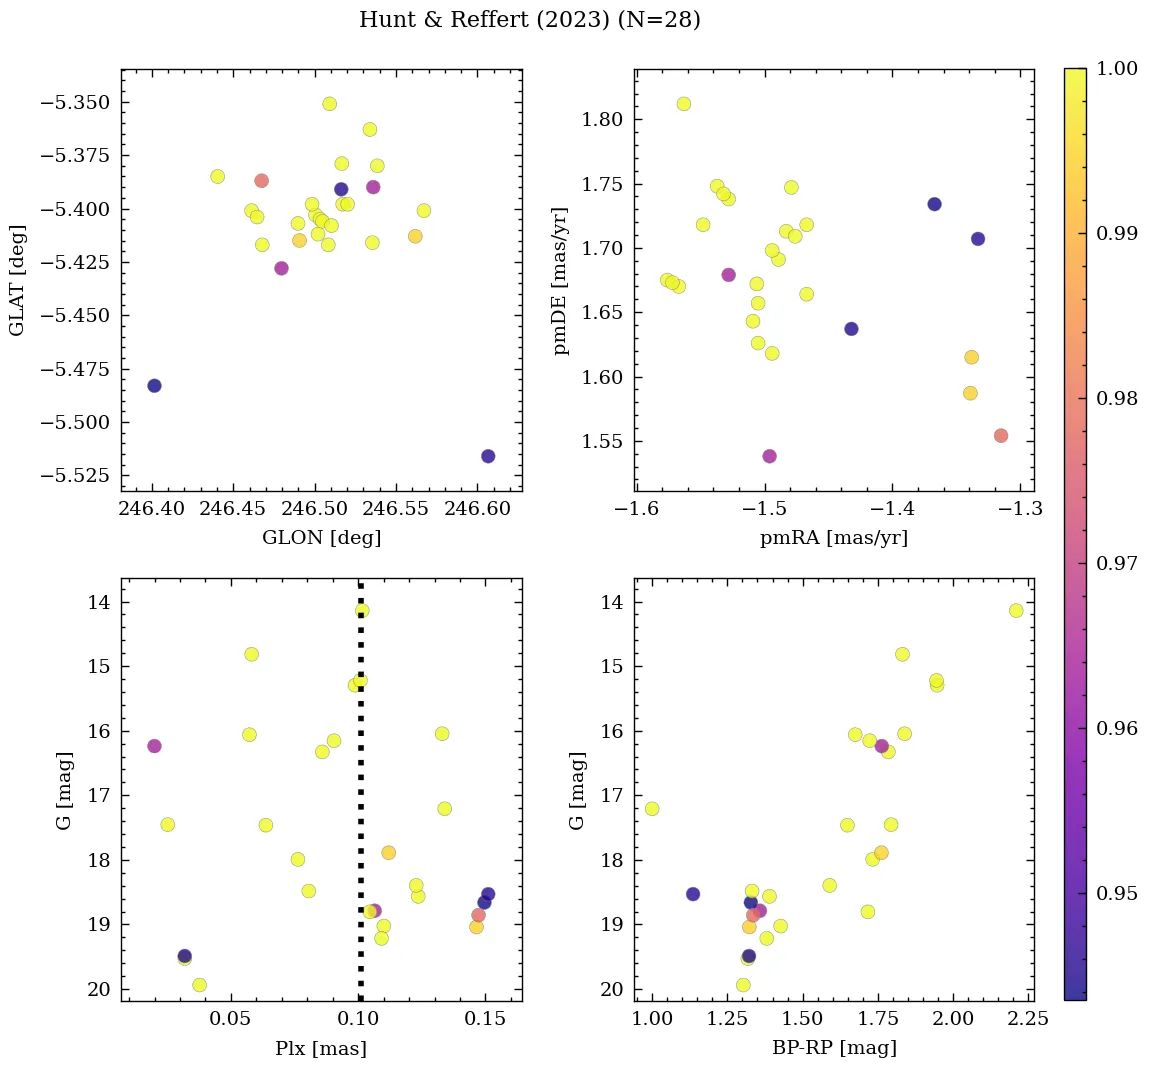 Hunt & Reffert (2023) (N=28)
−5.350
−5.375
−5.400
−5.425
−5.450
−5.475
−5.500
−5.525
GLAT [deg]
246.40 246.45 246.50 246.55 246.60
GLON [deg]
1.80
1.75
1.70
1.65
1.60
1.55
pmDE [mas/yr]
−1.6 −1.5 −1.4 −1.3
pmRA [mas/yr]
14
15
16
17
18
19
20
G [mag]
0.05 0.10 0.15
Plx [mas]
14
15
16
17
18
19
20
G [mag]
1.00 1.25 1.50 1.75 2.00 2.25
BP-RP [mag]
1.00
0.99
0.98
0.97
0.96
0.95